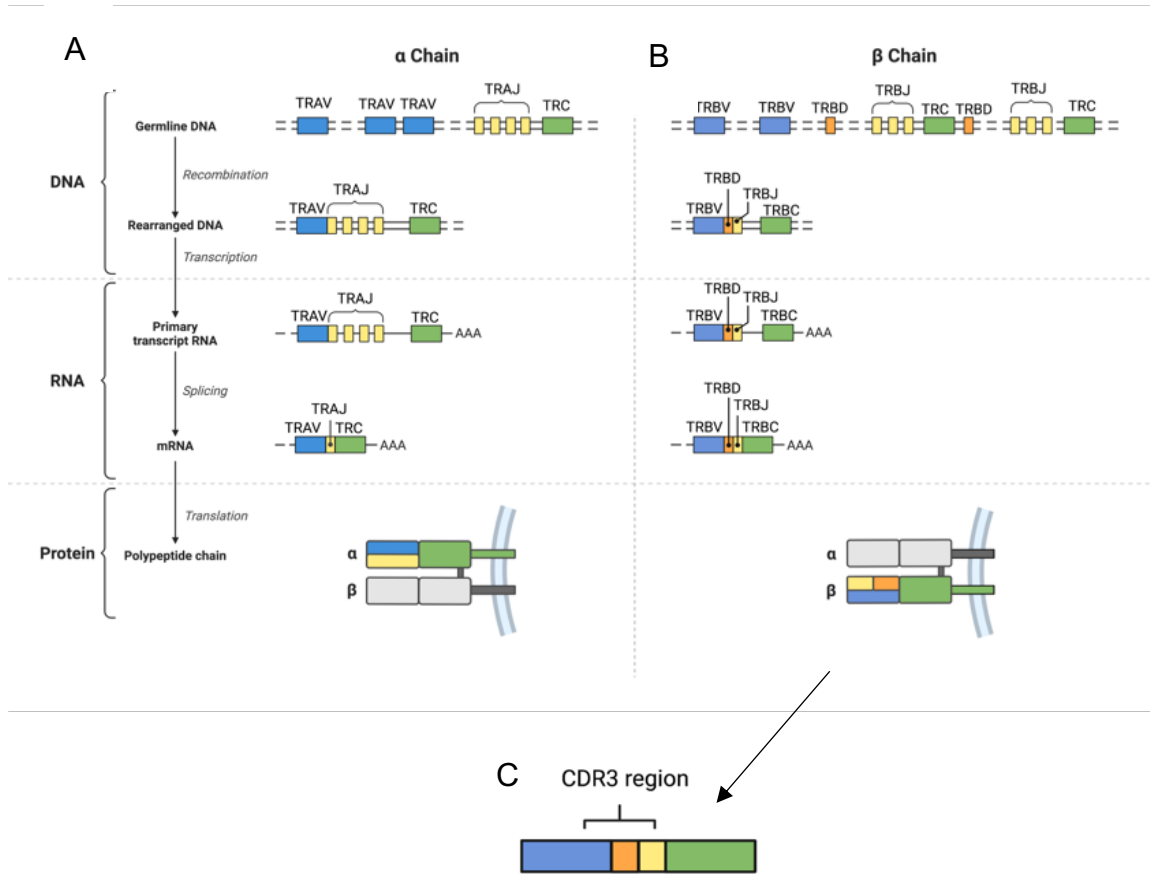 A
α Chain
B
β Chain
TRAV
TRAV TRAV
TRAJ
TRC
TRBV
TRBV
TRBD
TRBJ
TRC
TRBD
TRBJ
TRC
DNA
Germline DNA
Recombination
Rearranged DNA
Transcription
TRAV
TRAJ
TRC
TRBV
TRBD
TRBJ
TRBC
RNA
Primary
transcript RNA
Splicing
mRNA
TRAV
TRAJ
TRC
AAA
TRBV
TRBD
TRBJ
TRBC
AAA
TRAV
TRAJ
TRC
AAA
TRBV
TRBD
TRBJ
TRBC
AAA
Protein
Translation
Polypeptide chain
α
β
α
β
C
CDR3 region